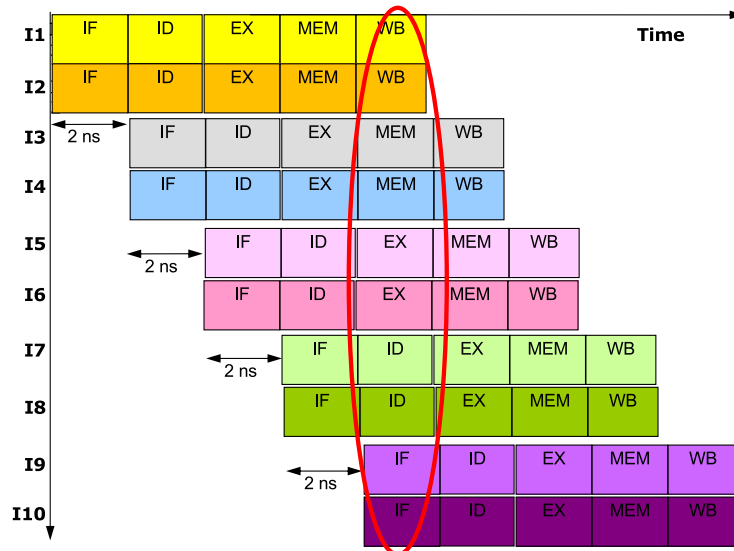 I1 IF ID EX MEM WB Time
I2 IF ID EX MEM WB
2 ns
I3 IF ID EX MEM WB
I4 IF ID EX MEM WB
2 ns
I5 IF ID EX MEM WB
I6 IF ID EX MEM WB
2 ns
I7 IF ID EX MEM WB
I8 IF ID EX MEM WB
2 ns
I9 IF ID EX MEM WB
I10 IF ID EX MEM WB